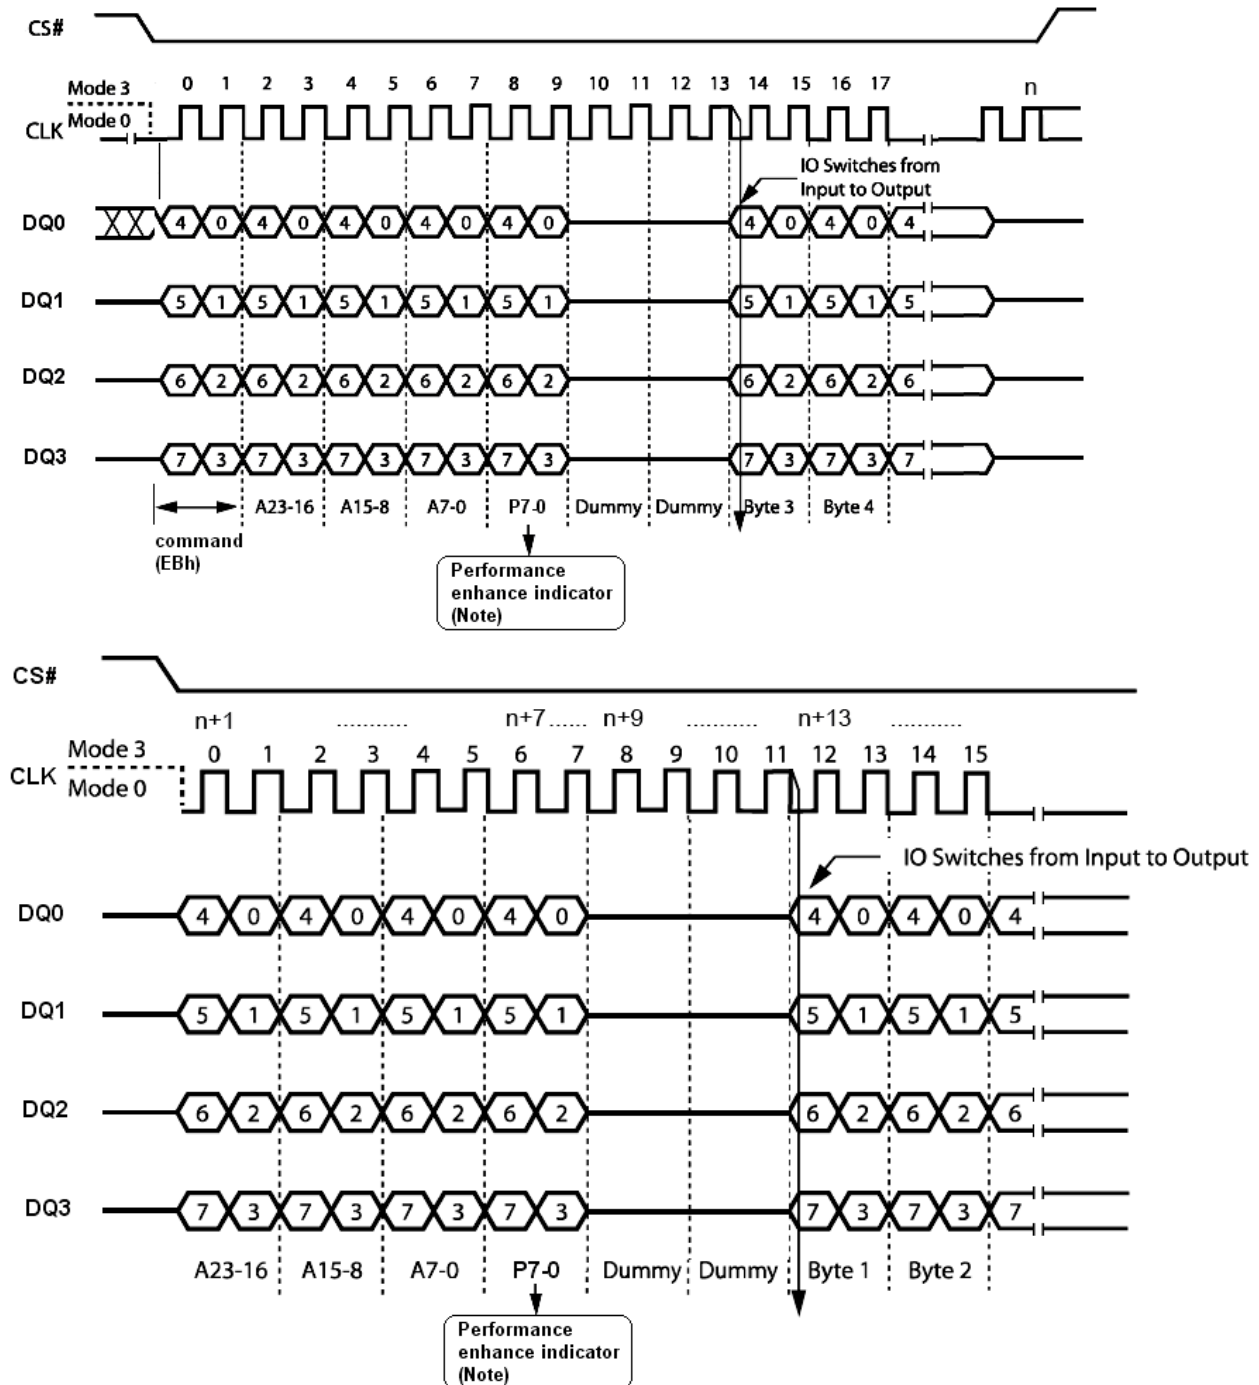 CS#
0 1 2 3 4 5 6 7 8 9 10 11 12 13 14 15 16 17 n
Mode 3
Mode 0
CLK
IO Switches from
Input to Output
DQ0 4 0 4 0 4 0 4 0 4 0 4 0 4 0 4
DQ1 5 1 5 1 5 1 5 1 5 1 5 1 5 1 5
DQ2 6 2 6 2 6 2 6 2 6 2 6 2 6 2 6
DQ3 7 3 7 3 7 3 7 3 7 3 7 3 7 3 7
A23-16 A15-8 A7-0 P7-0 Dummy Dummy Byte 3 Byte 4
command
(EBh)
Performance
enhance indicator
(Note)
CS#
n+1 ............ n+7 ...... n+9 ............ n+13 ............
Mode 3 0 1 2 3 4 5 6 7 8 9 10 11 12 13 14 15
CLK
Mode 0
IO Switches from Input to Output
DQ0 4 0 4 0 4 0 4 0 4 0 4 0 4
DQ1 5 1 5 1 5 1 5 1 5 1 5 1 5
DQ2 6 2 6 2 6 2 6 2 6 2 6 2 6
DQ3 7 3 7 3 7 3 7 3 7 3 7 3 7
A23-16 A15-8 A7-0 P7-0 Dummy Dummy Byte 1 Byte 2
Performance
enhance indicator
(Note)